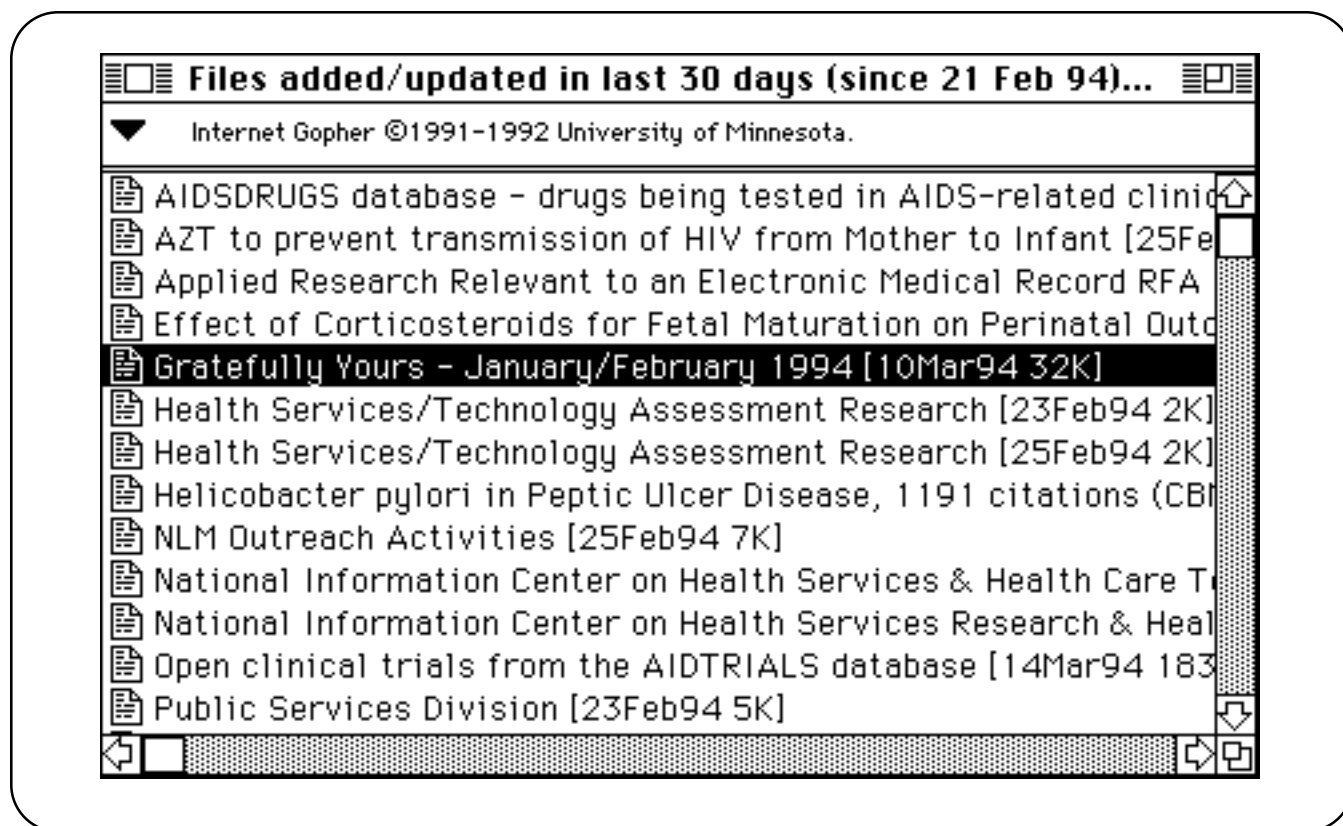 Files added/updated in last 30 days (since 21 Feb 94)...
Internet Gopher ©1991-1992 University of Minnesota.
AIDSDRUGS database - drugs being tested in AIDS-related
AZT to prevent transmission of HIV from Mother to Infant [25Fe
Applied Research Relevant to an Electronic Medical Record RFA
Effect of Corticosteroids for Fetal Maturation on Perinatal
Gratefully Yours - January/February 1994 [10Mar94 32K]
Health Services/Technology Assessment Research [23Feb94 2K]
Health Services/Technology Assessment Research [25Feb94 2K]
Helicobacter pylori in Peptic Ulcer Disease, 1191 citations
NLM Outreach Activities [25Feb94 7K]
National Information Center on Health Services & Health Care
National Information Center on Health Services Research & Heal
Open clinical trials from the AIDTRIALS database [14Mar94 183
Public Services Division [23Feb94 5K]